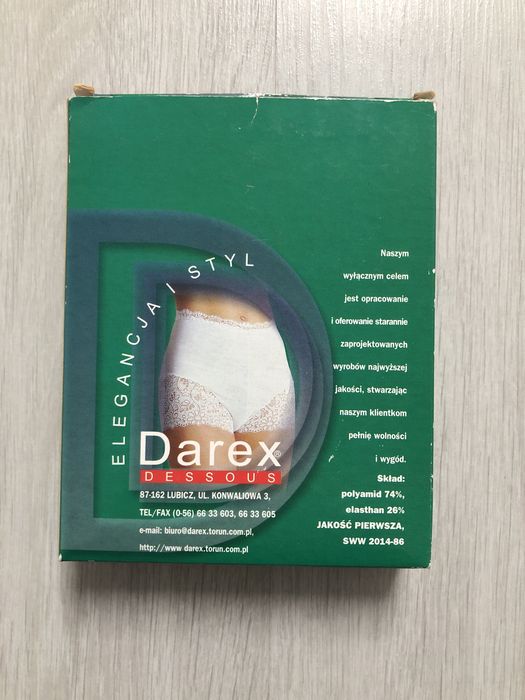 ELEGANCJA I STYL
Naszym
wyłącznym celem
jest opracowanie
i oferowanie starannie
zaprojektowanych
wyrobów najwyższej
jakości, stwarzając
naszym klientkom
pełnię wolności
i wygód.
Skład:
polyamid 74%,
elasthan 26%
JAKOŚĆ PIERWSZA,
SWW 2014-86
Darex®
DESSOUS
87-162 LUBICZ, UL. KONWALIOWA 3,
TEL/FAX (0-56) 66 33 603, 66 33 605
e-mail: biuro@darex.torun.com.pl,
http://www darex.torun.com.pl